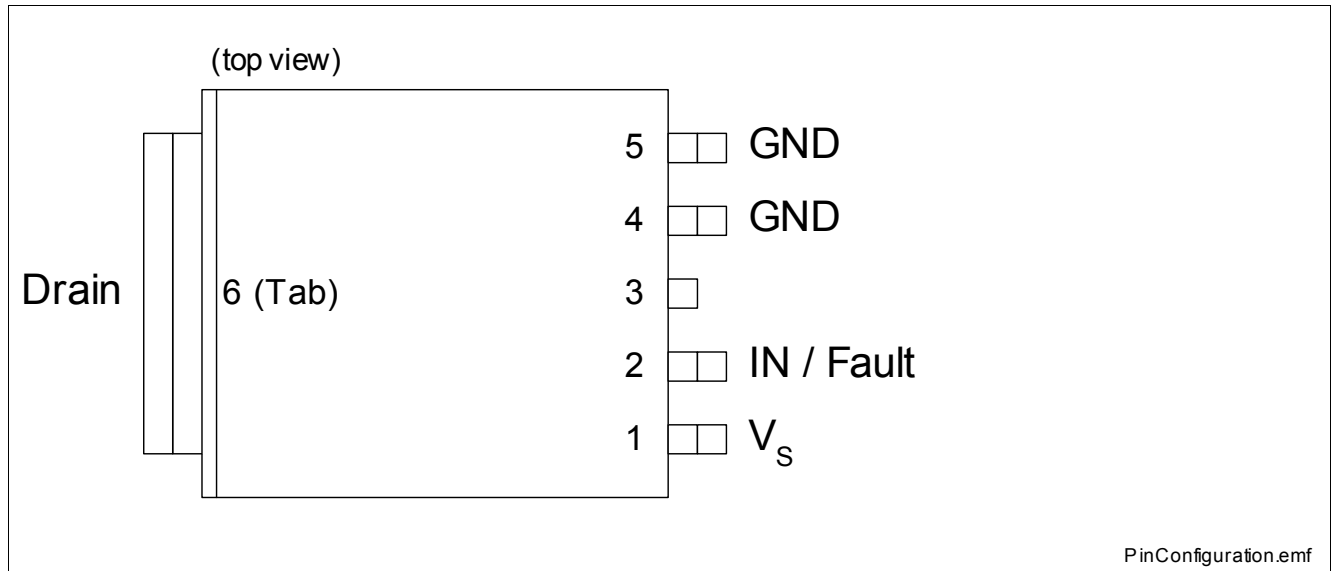 (top view)
5 GND
4 GND
Drain 6 (Tab) 3
2 IN / Fault
1 VS
PinConfiguration.emf